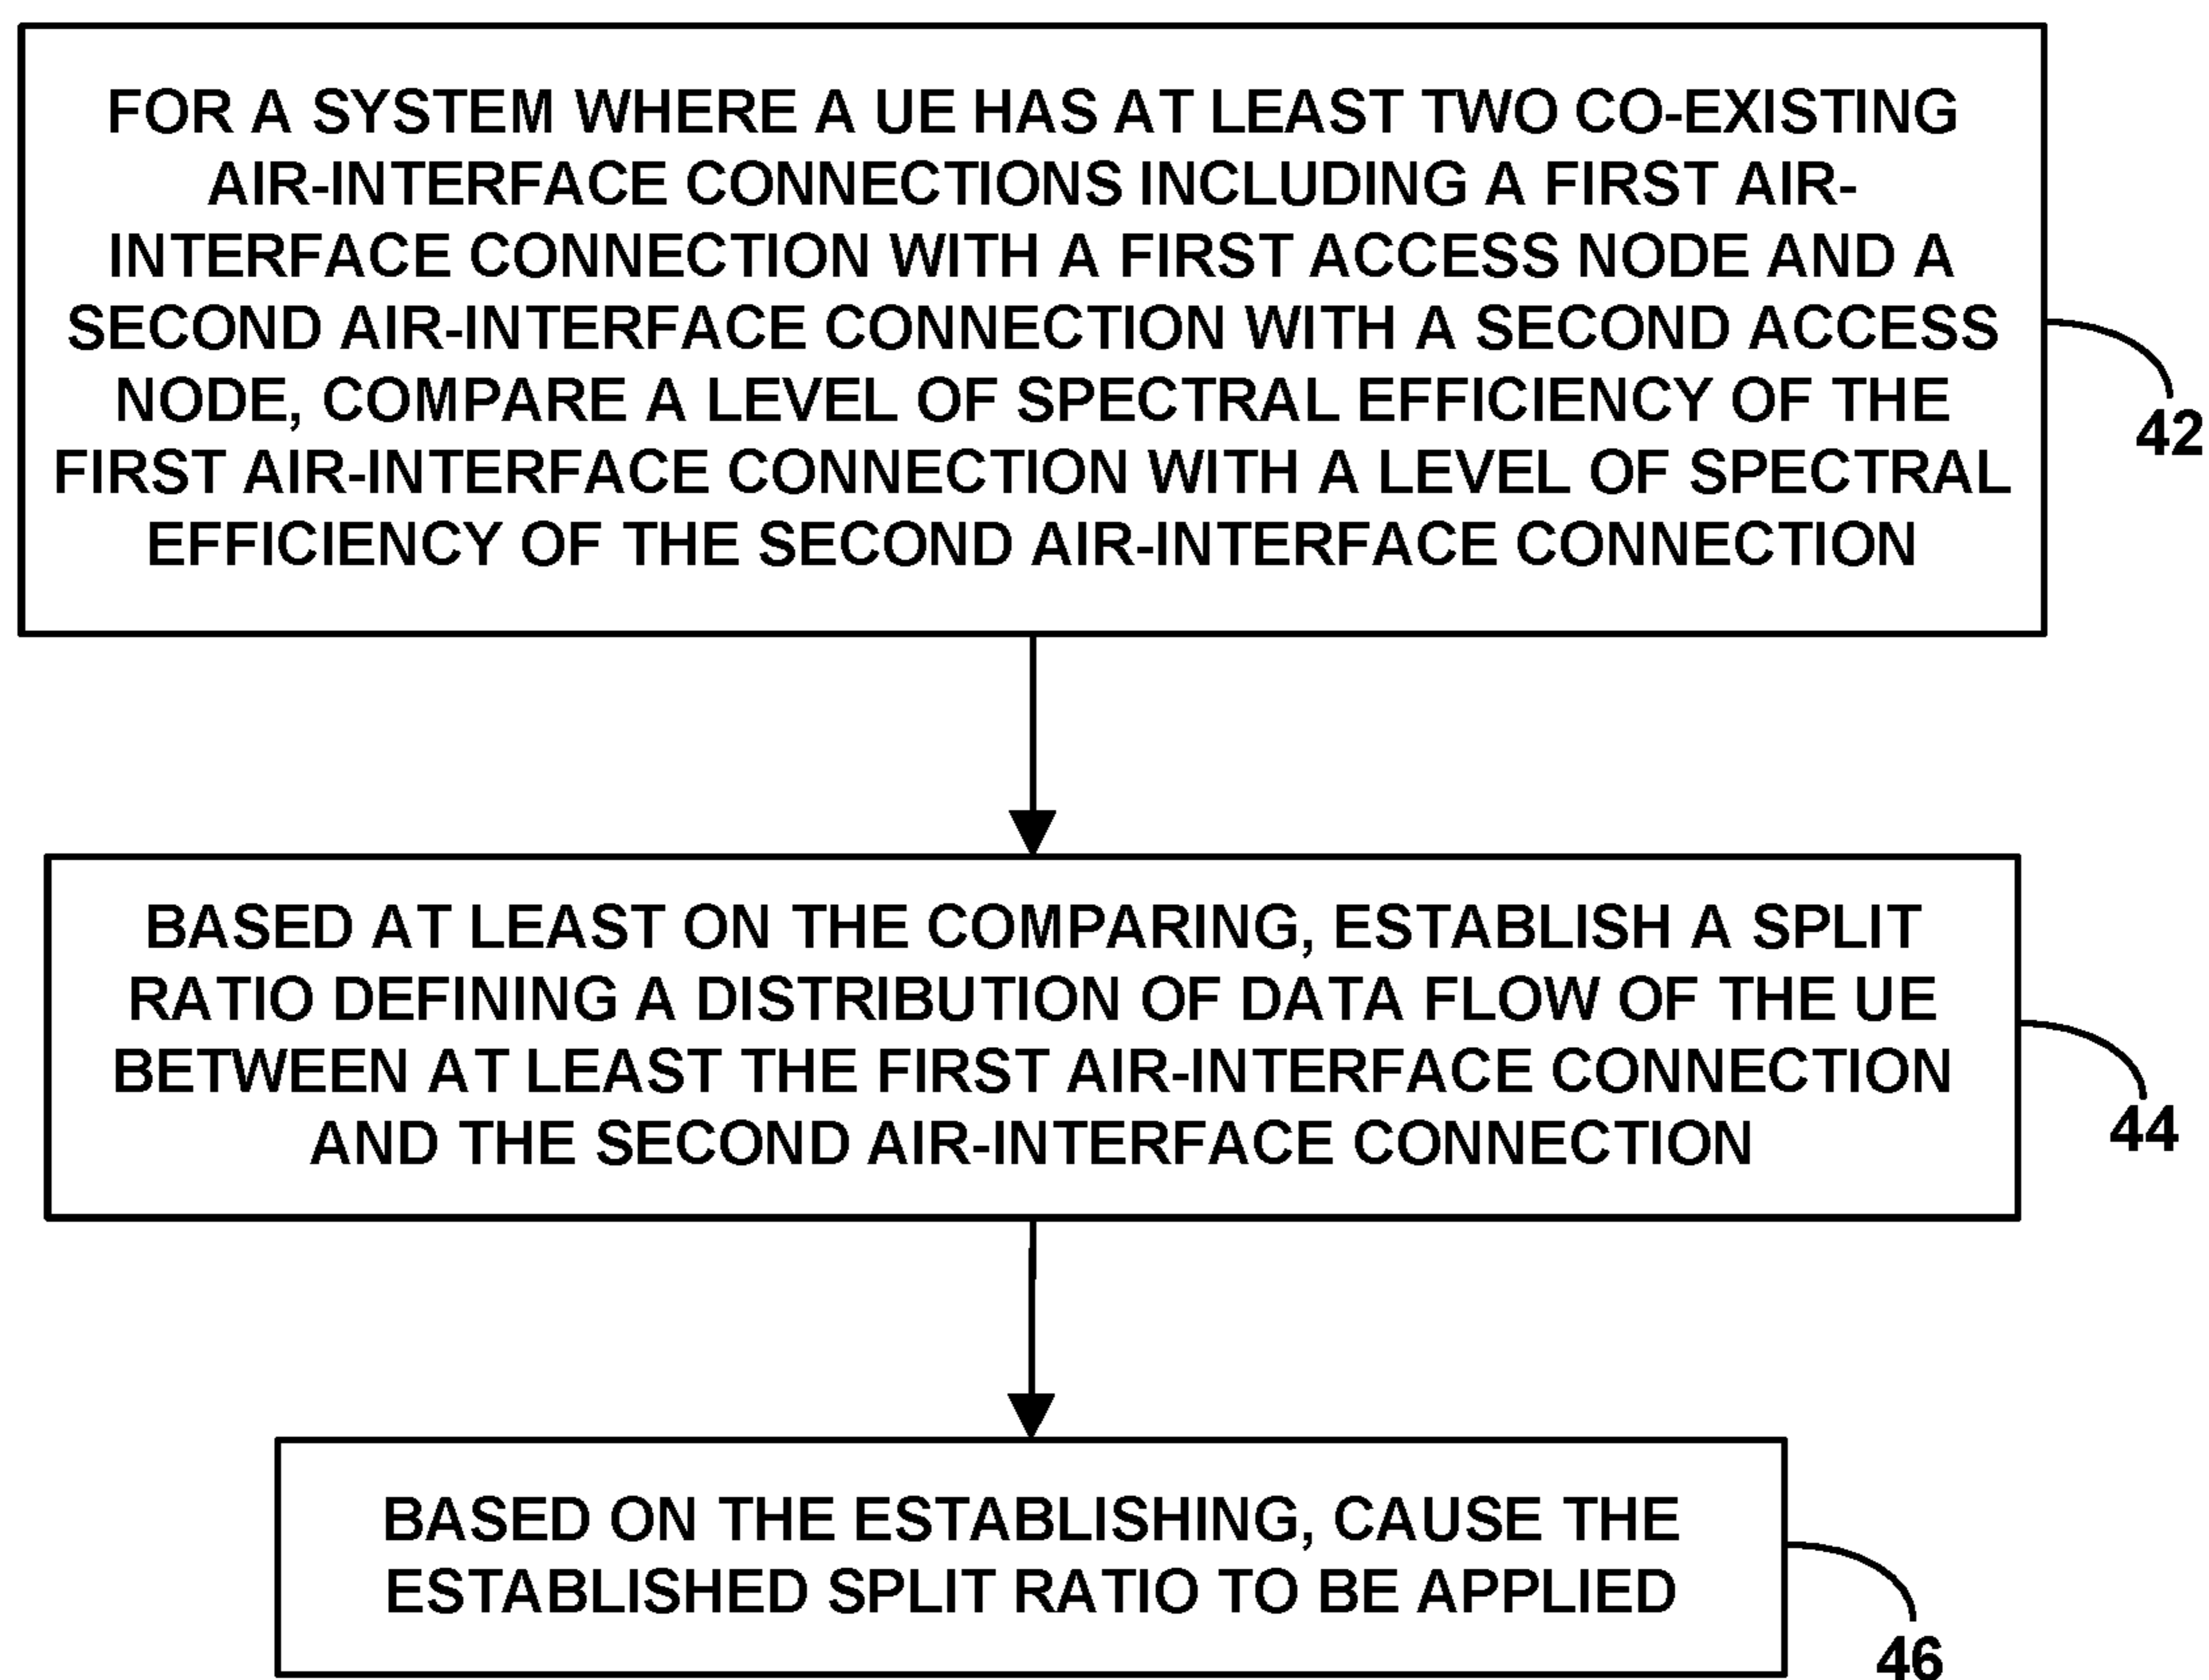 FOR A SYSTEM WHERE A UE HAS AT LEAST TWO CO-EXISTING
AIR-INTERFACE CONNECTIONS INCLUDING A FIRST AIR-
INTERFACE CONNECTION WITH A FIRST ACCESS NODE AND A
SECOND AIR-INTERFACE CONNECTION WITH A SECOND ACCESS
NODE, COMPARE A LEVEL OF SPECTRAL EFFICIENCY OF THE
FIRST AIR-INTERFACE CONNECTION WITH A LEVEL OF SPECTRAL
EFFICIENCY OF THE SECOND AIR-INTERFACE CONNECTION
42
BASED AT LEAST ON THE COMPARING, ESTABLISH A SPLIT
RATIO DEFINING A DISTRIBUTION OF DATA FLOW OF THE UE
BETWEEN AT LEAST THE FIRST AIR-INTERFACE CONNECTION
AND THE SECOND AIR-INTERFACE CONNECTION
44
BASED ON THE ESTABLISHING, CAUSE THE
ESTABLISHED SPLIT RATIO TO BE APPLIED
46